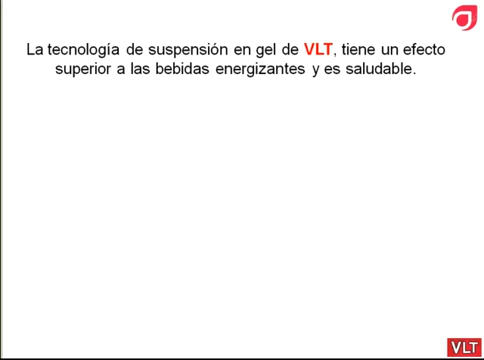 La tecnología de suspensión en gel de VLT, tiene un efecto
superior a las bebidas energizantes y es saludable.
VLT